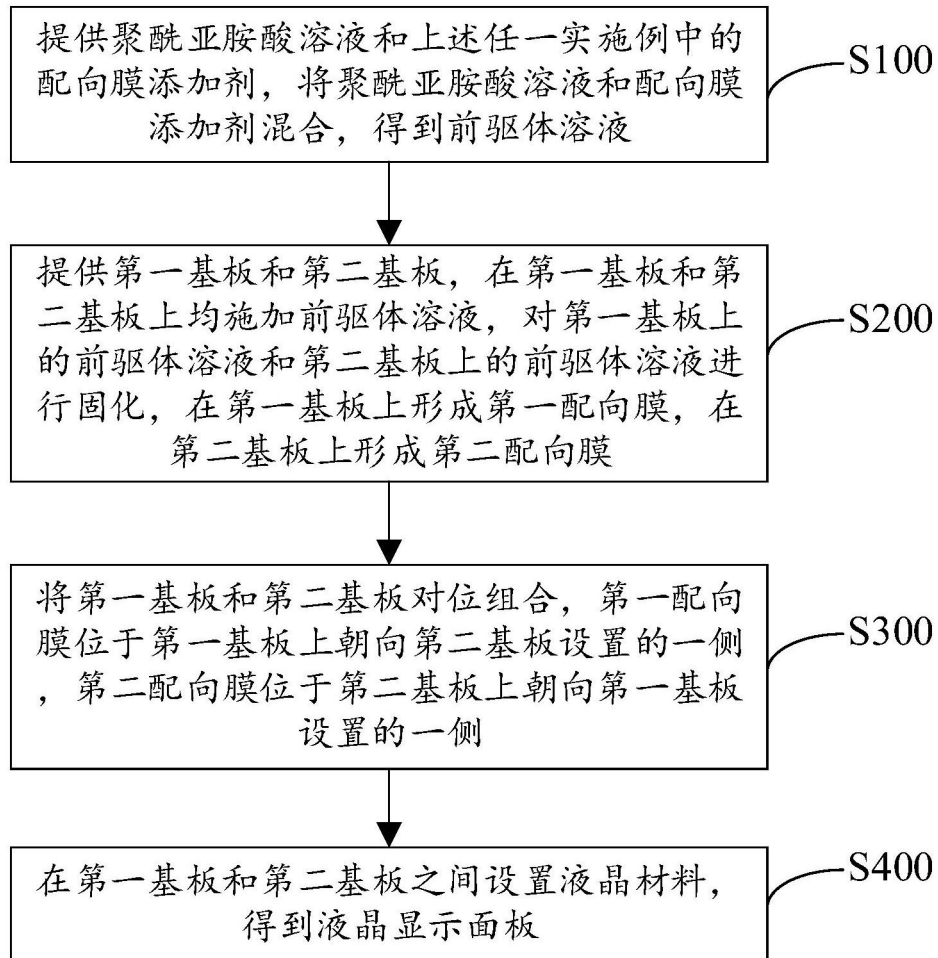 提供聚酰亚胺酸溶液和上述任一实施例中的
配向膜添加剂，将聚酰亚胺酸溶液和配向膜
添加剂混合，得到前驱体溶液
S100
提供第一基板和第二基板，在第一基板和第
二基板上均施加前驱体溶液，对第一基板上
的前驱体溶液和第二基板上的前驱体溶液进
行固化，在第一基板上形成第一配向膜，在
第二基板上形成第二配向膜
S200
将第一基板和第二基板对位组合，第一配向
膜位于第一基板上朝向第二基板设置的一侧
，第二配向膜位于第二基板上朝向第一基板
设置的一侧
S300
在第一基板和第二基板之间设置液晶材料，
得到液晶显示面板
S400